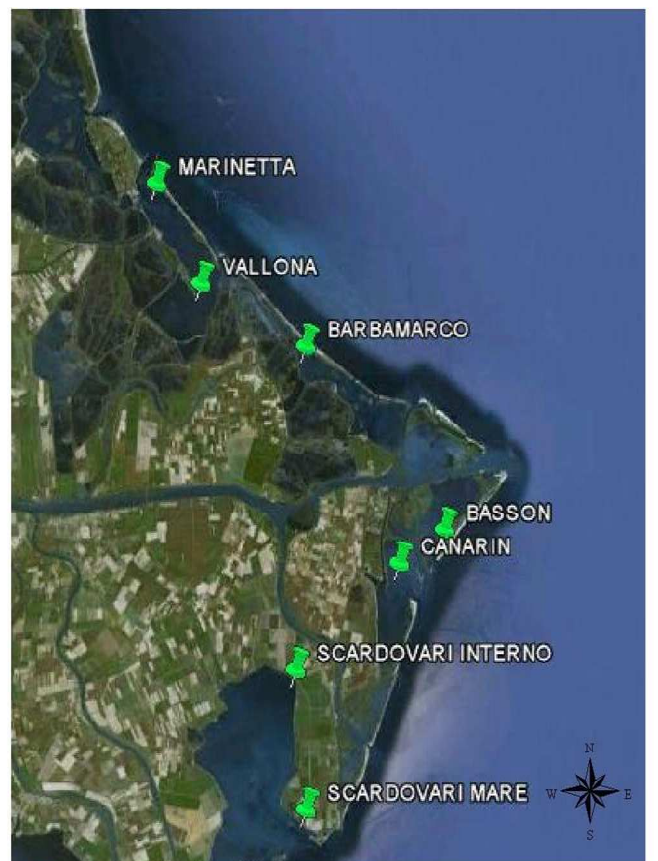 MARINETTA
VALLONA
BARBAMARCO
BASSON
CANARIN
SCARDOVARI INTERNO
SCARDOVARI MARE
N
W E
S